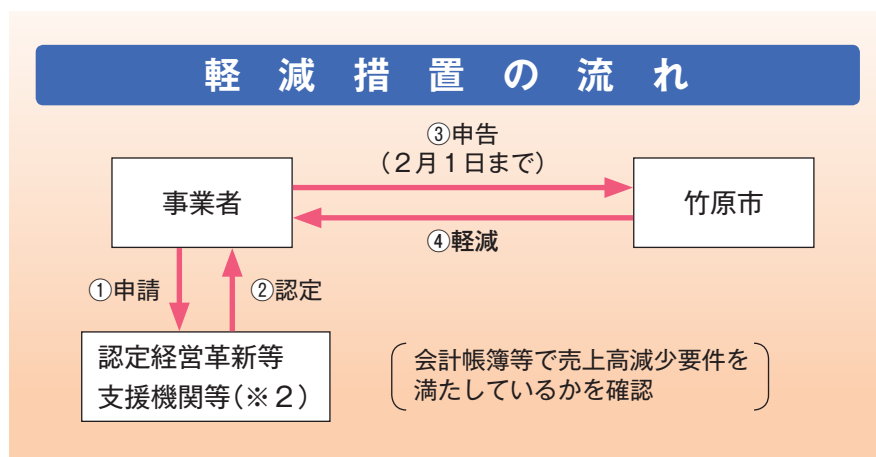 軽減措置の流れ
③申告
（２月１日まで）
事業者
竹原市
④軽減
①申請
②認定
認定経営革新等
支援機関等（※２）
会計帳簿等で売上高減少要件を
満たしているかを確認